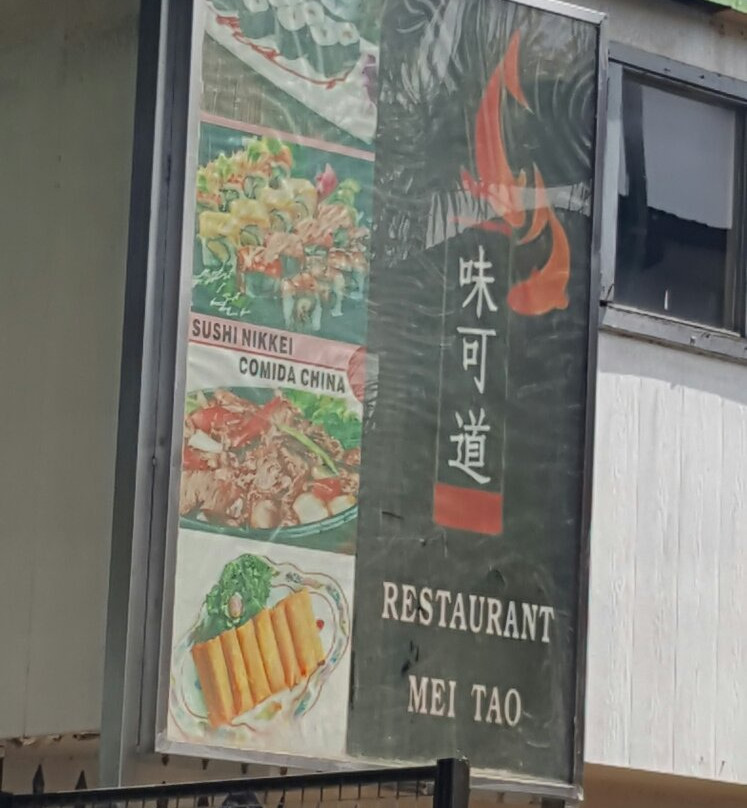 SUSHI NIKKEI
COMIDA CHINA
味可道
RESTAURANT
MEI TAO